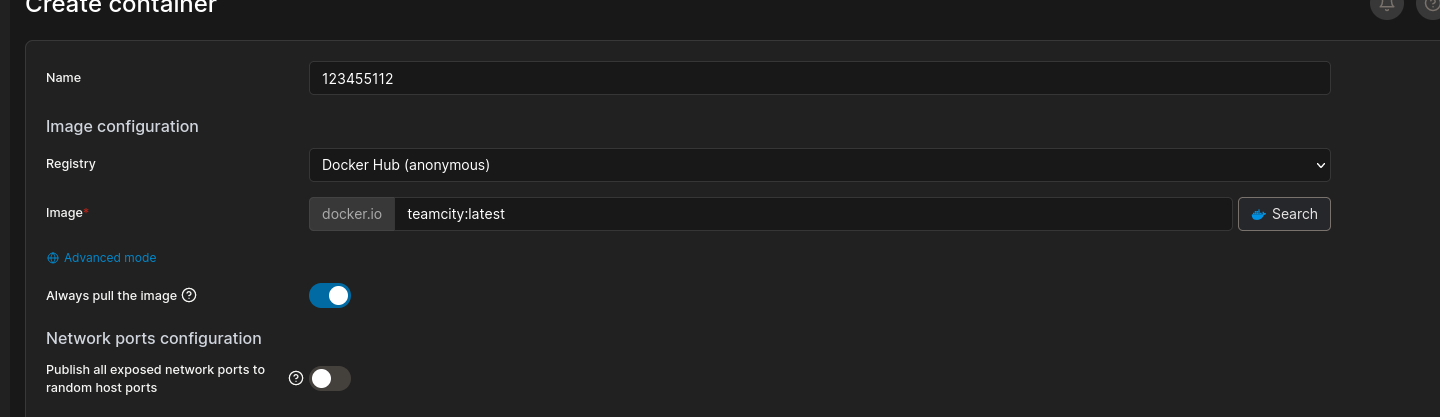 Create container
Name
123455112
Image configuration
Registry
Docker Hub (anonymous)
Image*
docker.io
teamcity:latest
Search
Advanced mode
Always pull the image
Network ports configuration
Publish all exposed network ports to
random host ports